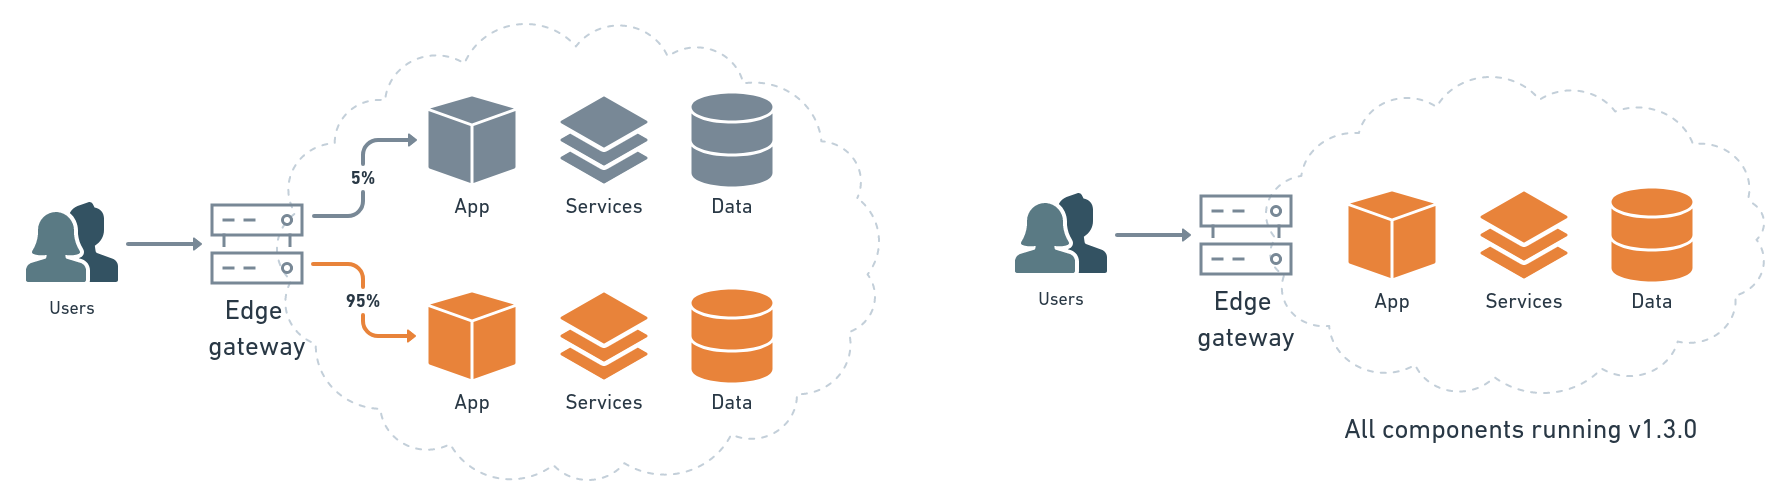 5%
App
Services
Data
Users
Edge
gateway
95%
App
Services
Data
Users
Edge
gateway
App
Services
Data
All components running v1.3.0